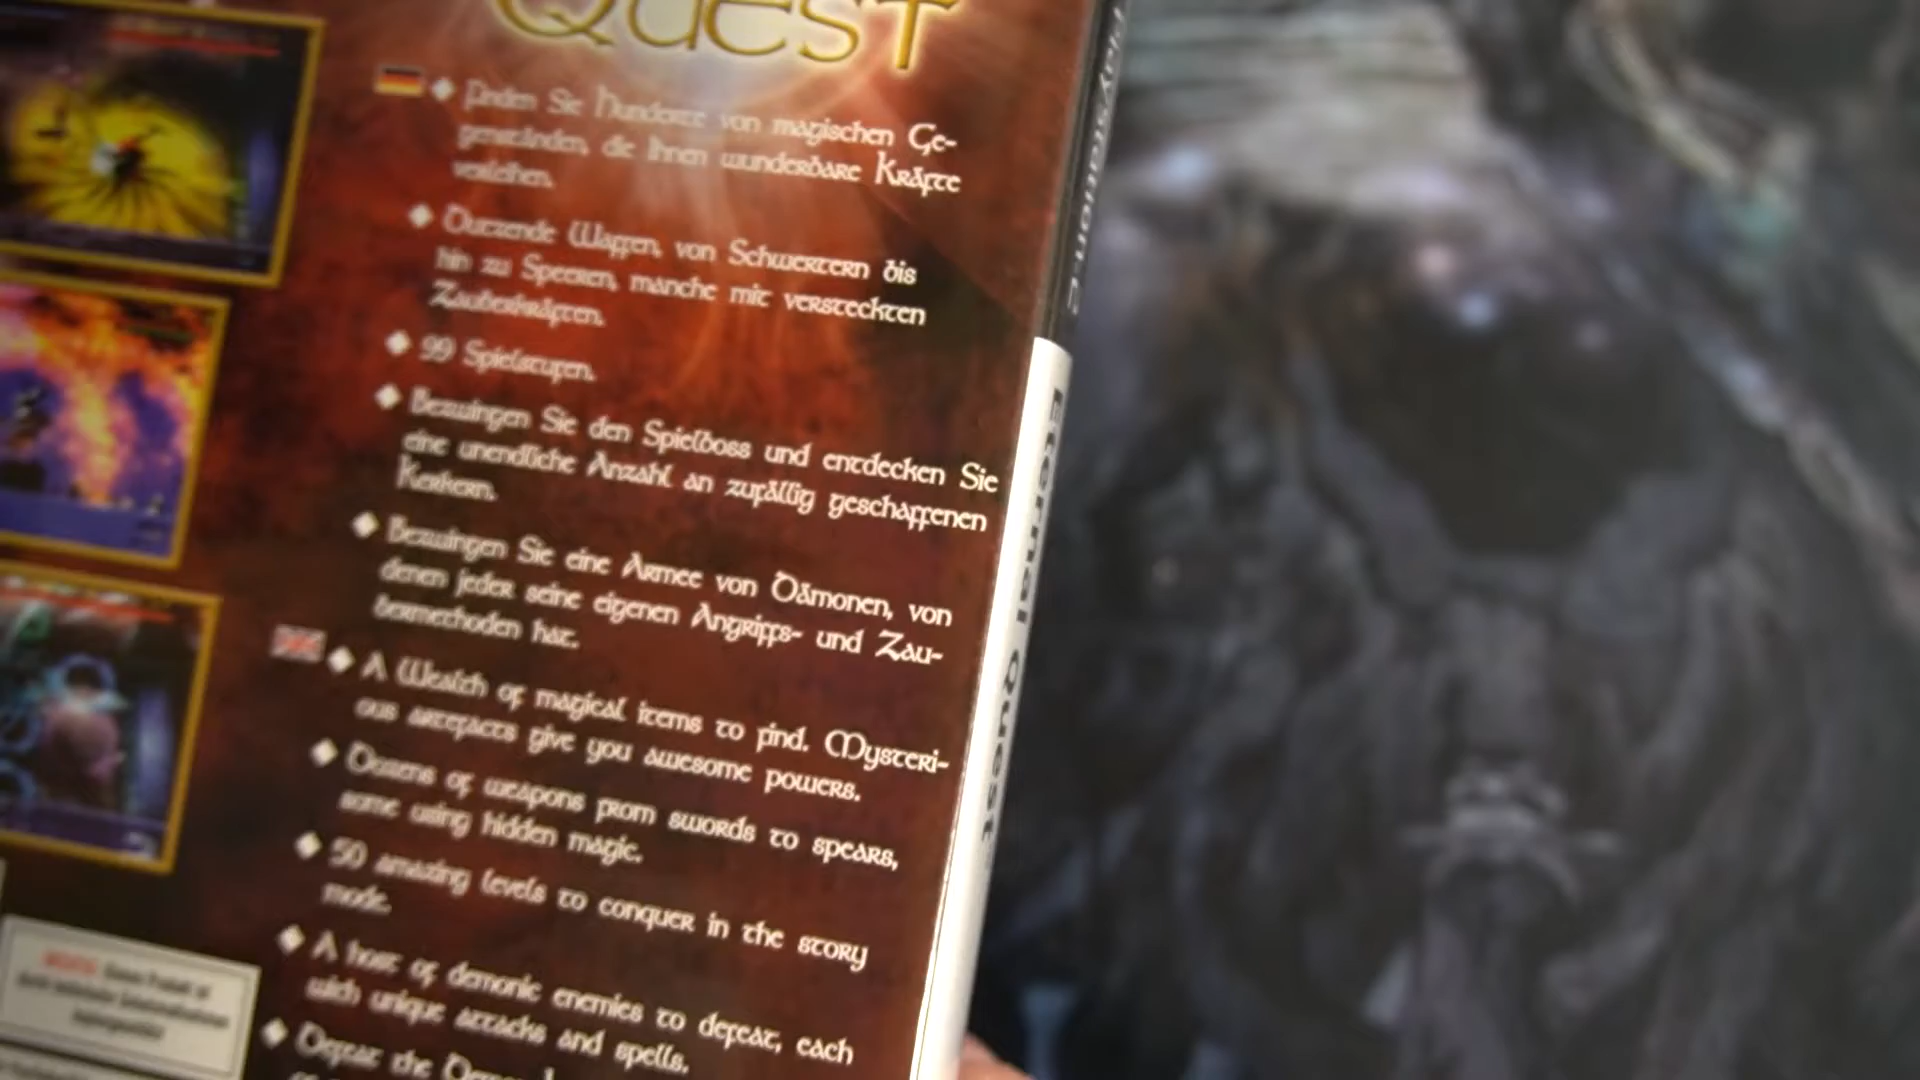 QUEST
Finden Sie Hunderte von magischen Ge-
genständen, die Ihnen wunderbare Kräfte
verleihen.
Dutzende Waffen, von Schwertern bis
hin zu Speeren, manche mit versteckten
Zauberkräften.
99 Spielstufen.
Bezwingen Sie den Spielboss und entdecken Sie
eine unendliche Anzahl an zufällig geschaffenen
Kerkern.
Bezwingen Sie eine Armee von Dämonen, von
denen jeder seine eigenen Angriffs- und Zau-
bermethoden hat.
A Wealth of magical items to find. Mysteri-
ous artefacts give you awesome powers.
Dozens of weapons from swords to spears,
some using hidden magic.
50 amazing levels to conquer in the story
mode.
A host of demonic enemies to defeat, each
with unique attacks and spells.
Defeat the
PlayStation 2
Eternal Quest